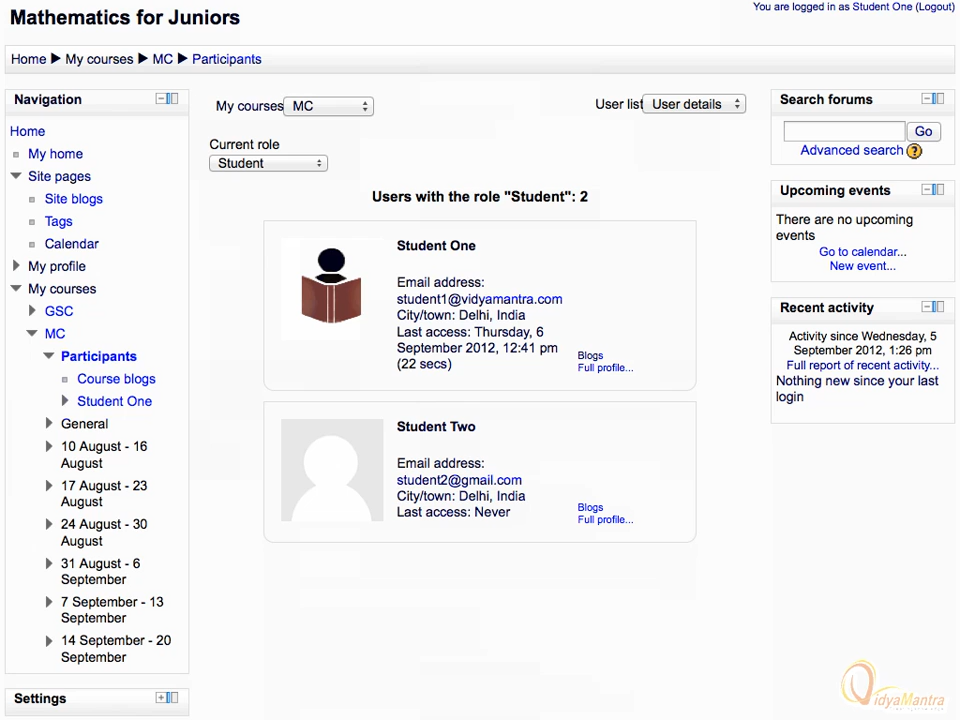 Mathematics for Juniors
You are logged in as Student One (Logout)
Home ▶ My courses ▶ MC ▶ Participants
Navigation
Home
My home
Site pages
Site blogs
Tags
Calendar
My profile
My courses
GSC
MC
Participants
Course blogs
Student One
General
10 August - 16
August
17 August - 23
August
24 August - 30
August
31 August - 6
September
7 September - 13
September
14 September - 20
September
Settings
My courses MC
User list User details
Current role
Student
Users with the role "Student": 2
Student One
Email address:
student1@vidyamantra.com
City/town: Delhi, India
Last access: Thursday, 6
September 2012, 12:41 pm
(22 secs)
Blogs
Full profile...
Student Two
Email address:
student2@gmail.com
City/town: Delhi, India
Last access: Never
Blogs
Full profile...
Search forums
Go
Advanced search ?
Upcoming events
There are no upcoming
events
Go to calendar...
New event...
Recent activity
Activity since Wednesday, 5
September 2012, 1:26 pm
Full report of recent activity...
Nothing new since your last
login
VidyaMantra